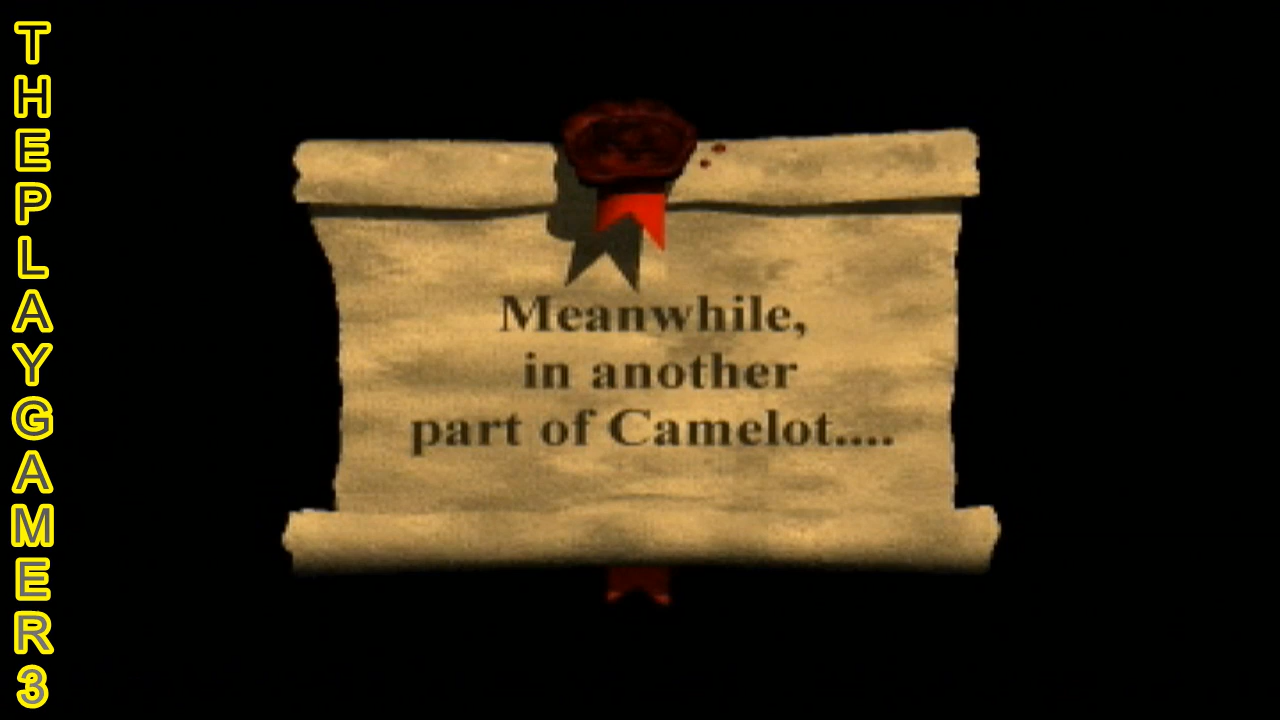 THEPLAYGAMER3
Meanwhile,
in another
part of Camelot....